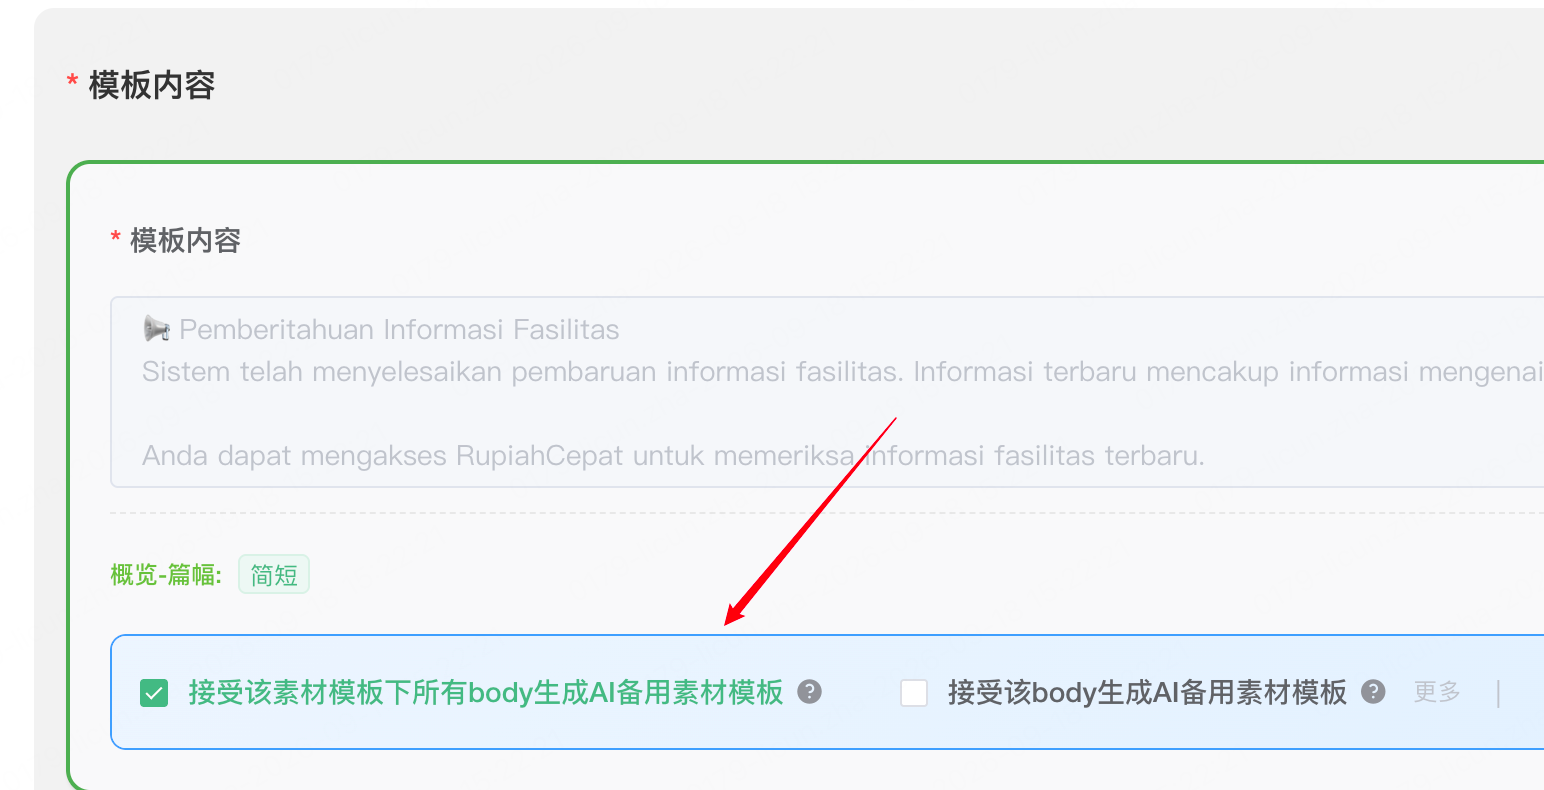 * 模板内容
* 模板内容
📢 Pemberitahuan Informasi Fasilitas
Sistem telah menyelesaikan pembaruan informasi fasilitas. Informasi terbaru mencakup informasi mengenai
Anda dapat mengakses RupiahCepat untuk memeriksa informasi fasilitas terbaru.
概览-篇幅: 简短
接受该素材模板下所有body生成AI备用素材模板 ? 接受该body生成AI备用素材模板 ? 更多 |